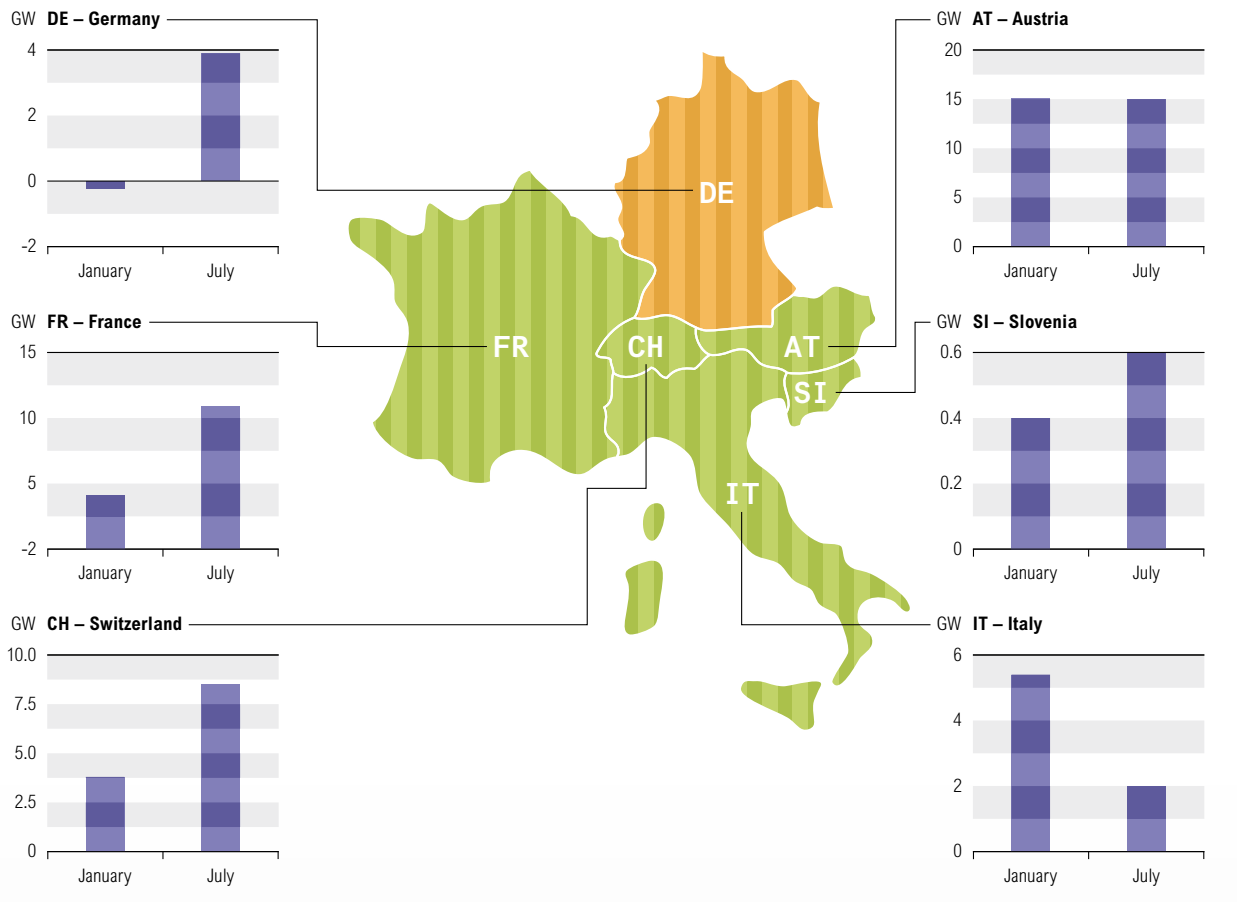 GW DE – Germany
4
2
0
-2
January July
GW FR – France
15
10
5
-2
January July
GW CH – Switzerland
10.0
7.5
5.0
2.5
0
January July
DE
FR
CH
AT
SI
IT
GW AT – Austria
20
15
10
5
0
January July
GW SI – Slovenia
0.6
0.4
0.2
0
January July
GW IT – Italy
6
4
2
0
January July